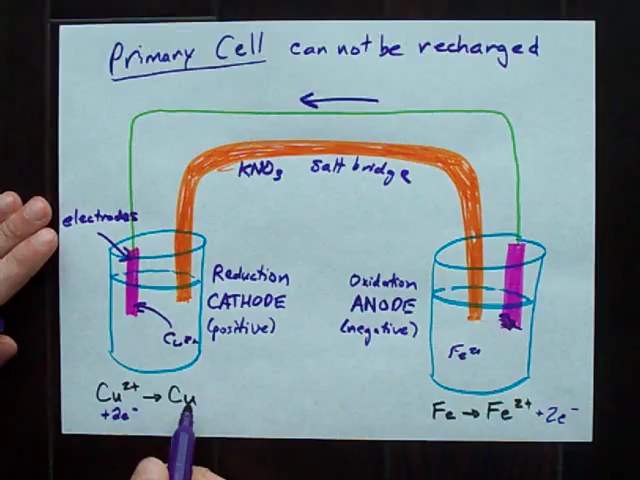 Primary Cell can not be recharged
KNO₃ Salt bridge
electrodes
Reduction
CATHODE
(positive)
Oxidation
ANODE
(negative)
Cu²⁺
Fe²⁺
Cu²⁺ → Cu
+2e⁻
Fe → Fe²⁺ +2e⁻